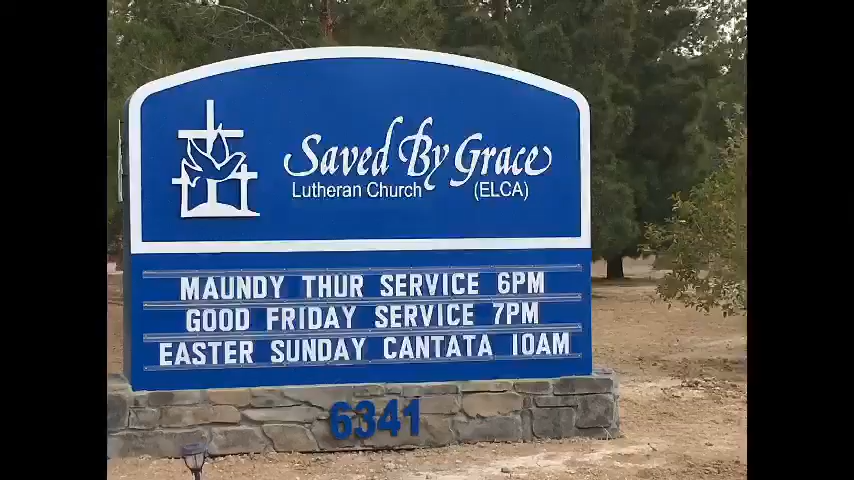 Saved By Grace
Lutheran Church (ELCA)
MAUNDY THUR SERVICE 6PM
GOOD FRIDAY SERVICE 7PM
EASTER SUNDAY CANTATA 10AM
6341